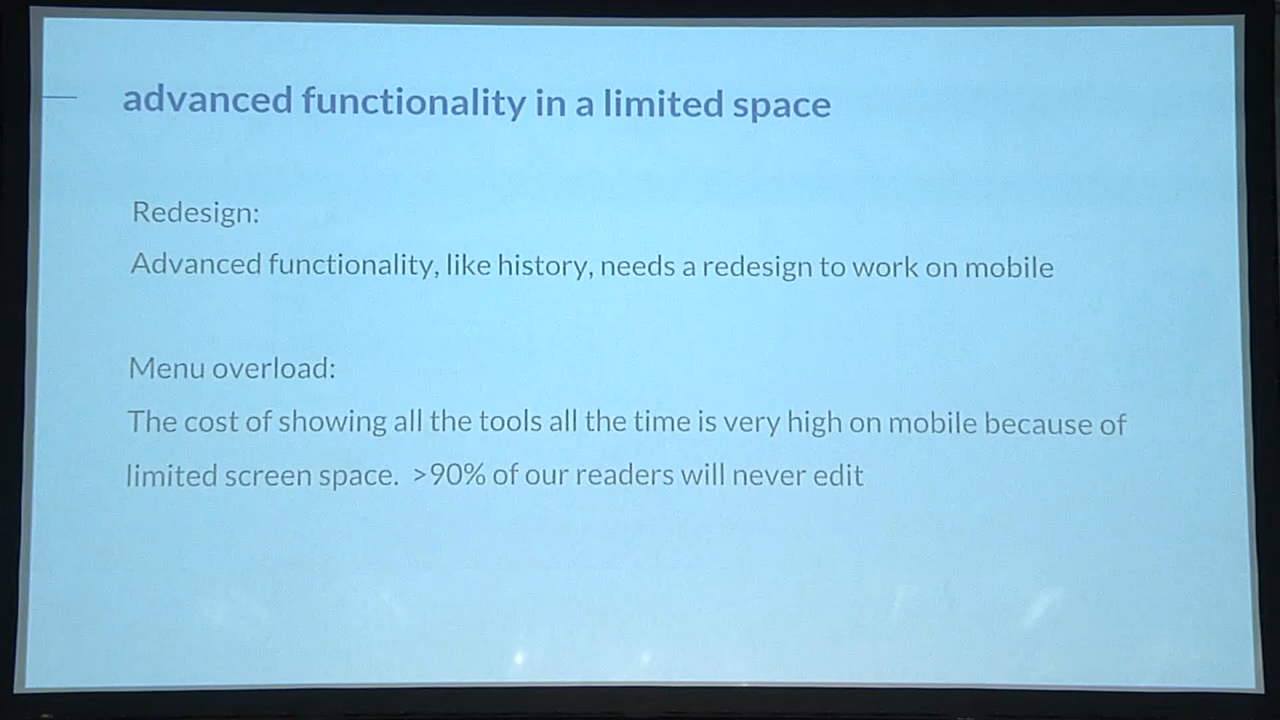 advanced functionality in a limited space
Redesign:
Advanced functionality, like history, needs a redesign to work on mobile
Menu overload:
The cost of showing all the tools all the time is very high on mobile because of
limited screen space. >90% of our readers will never edit